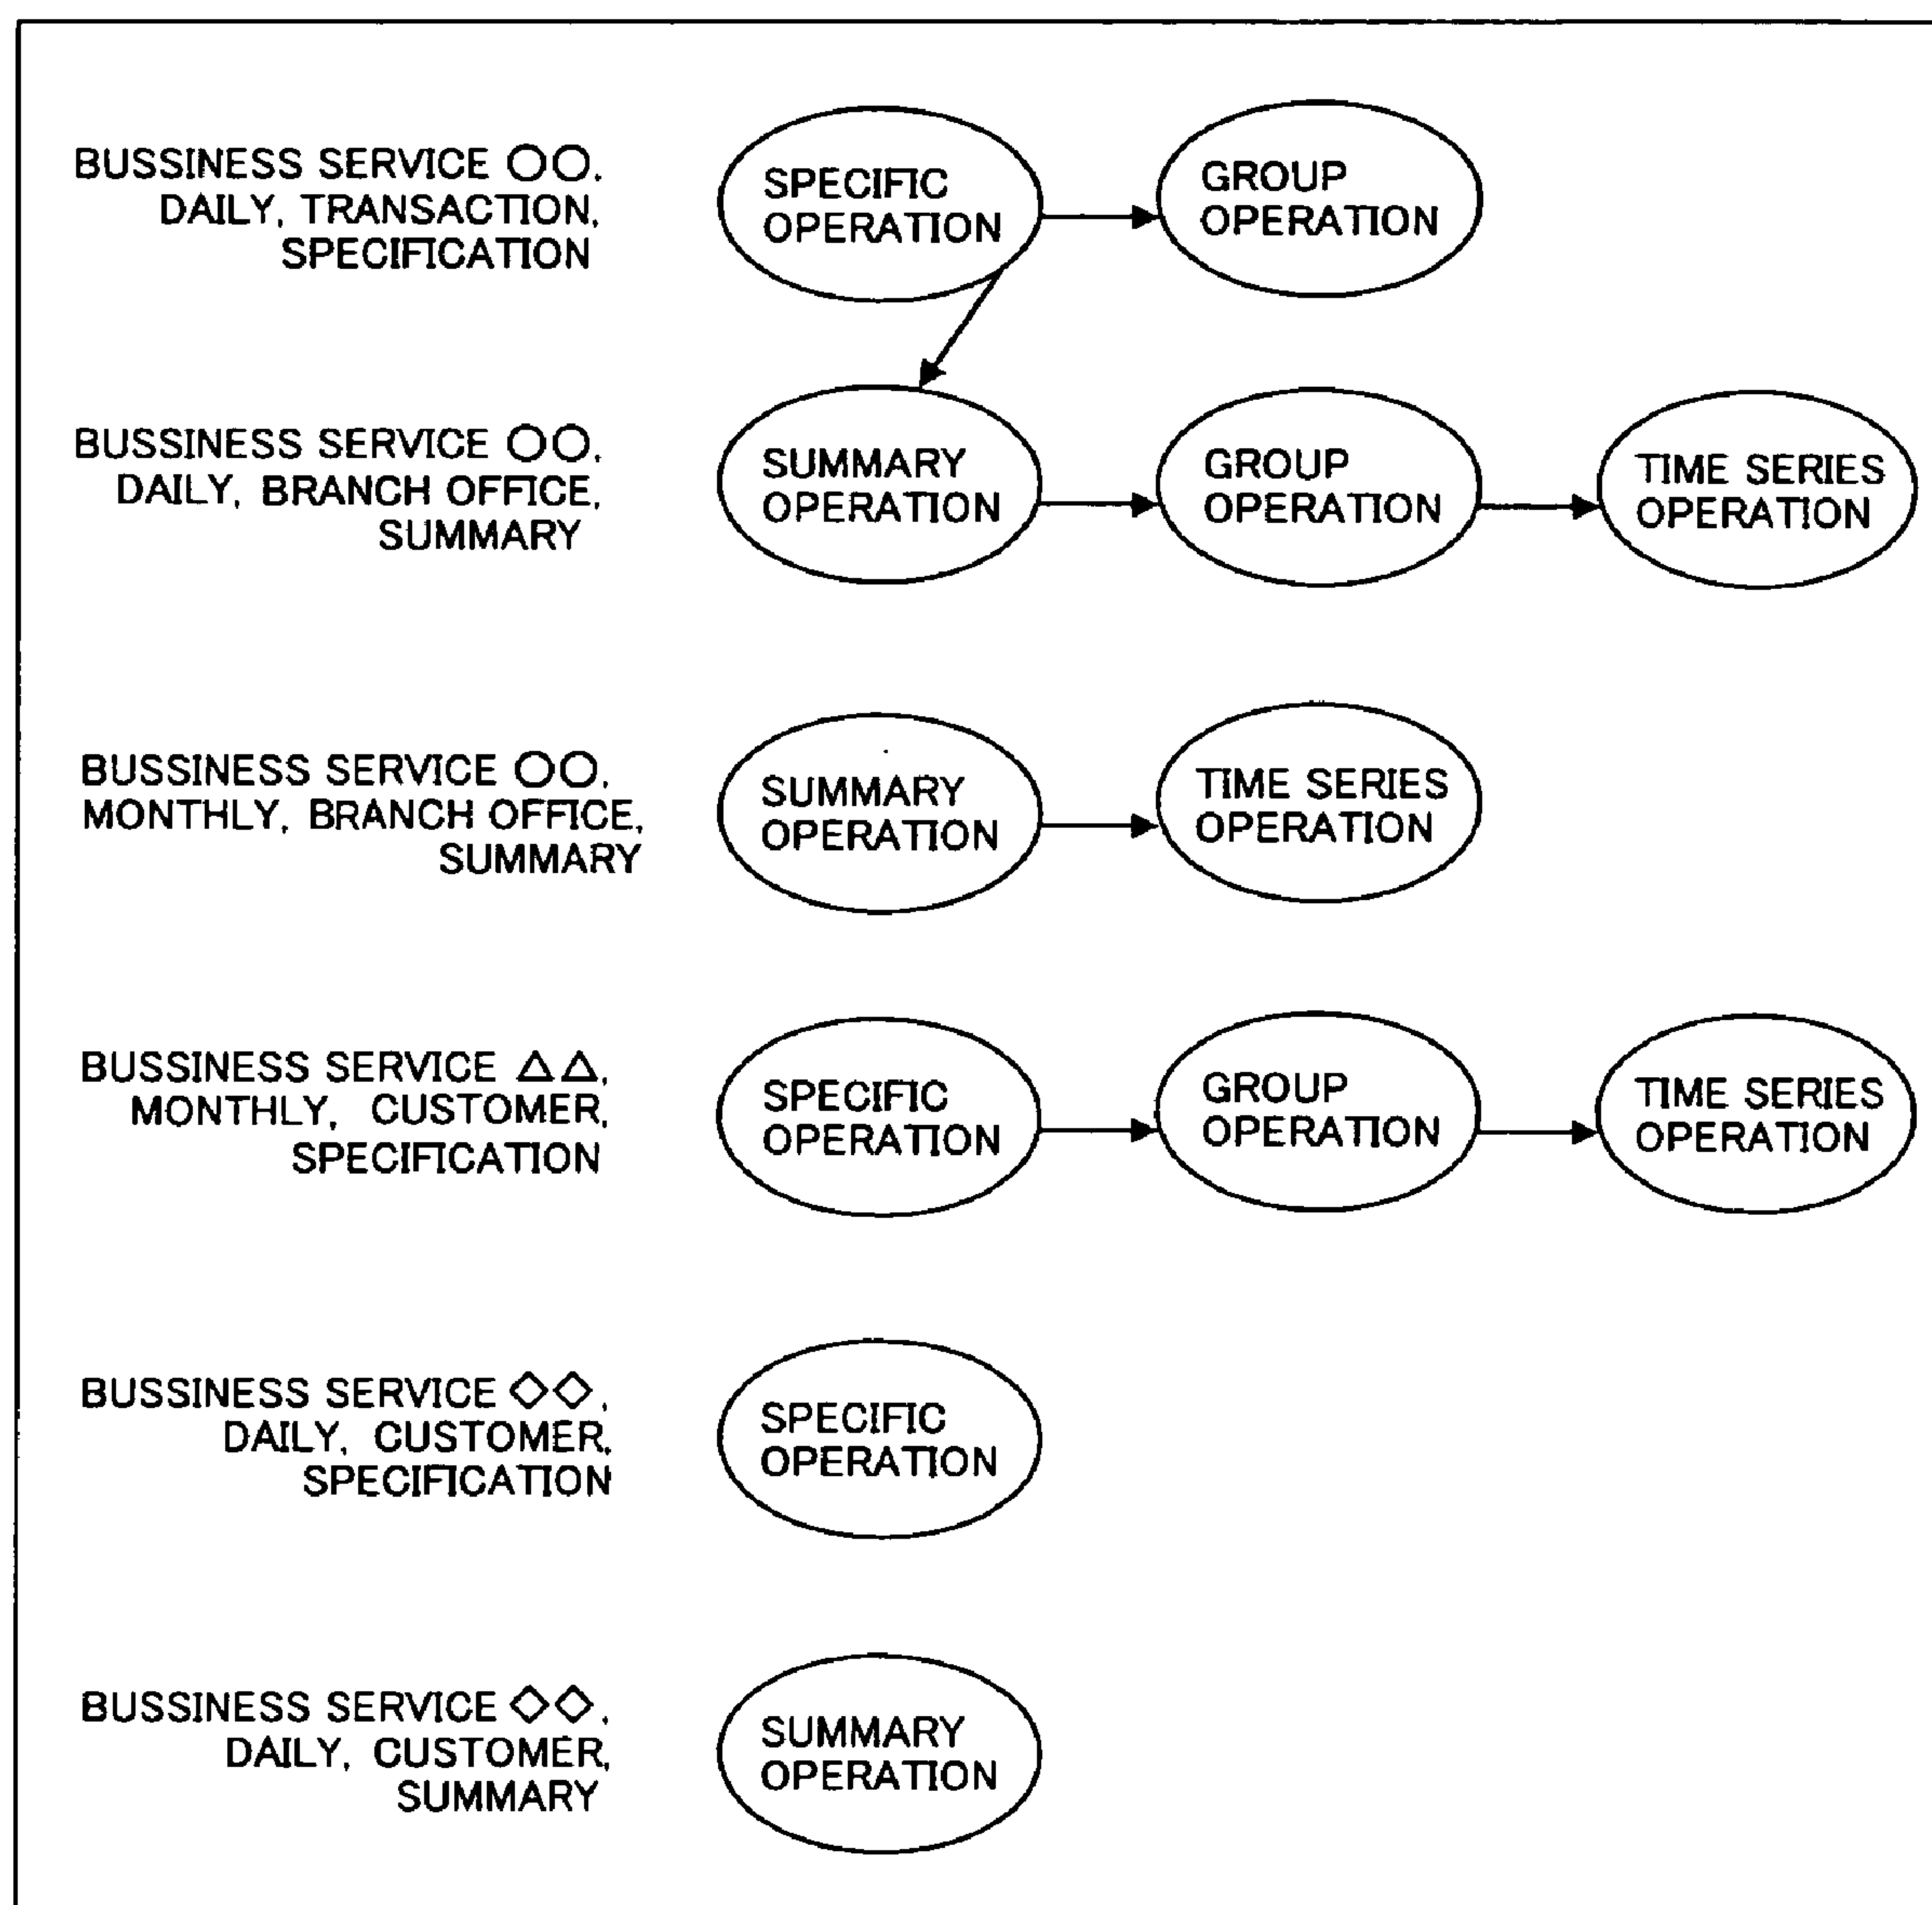 BUSSINESS SERVICE ○○,
DAILY, TRANSACTION,
SPECIFICATION
SPECIFIC
OPERATION
GROUP
OPERATION
BUSSINESS SERVICE ○○,
DAILY, BRANCH OFFICE,
SUMMARY
SUMMARY
OPERATION
GROUP
OPERATION
TIME SERIES
OPERATION
BUSSINESS SERVICE ○○,
MONTHLY, BRANCH OFFICE,
SUMMARY
SUMMARY
OPERATION
TIME SERIES
OPERATION
BUSSINESS SERVICE △△,
MONTHLY, CUSTOMER,
SPECIFICATION
SPECIFIC
OPERATION
GROUP
OPERATION
TIME SERIES
OPERATION
BUSSINESS SERVICE ◇◇,
DAILY, CUSTOMER,
SPECIFICATION
SPECIFIC
OPERATION
BUSSINESS SERVICE ◇◇,
DAILY, CUSTOMER,
SUMMARY
SUMMARY
OPERATION